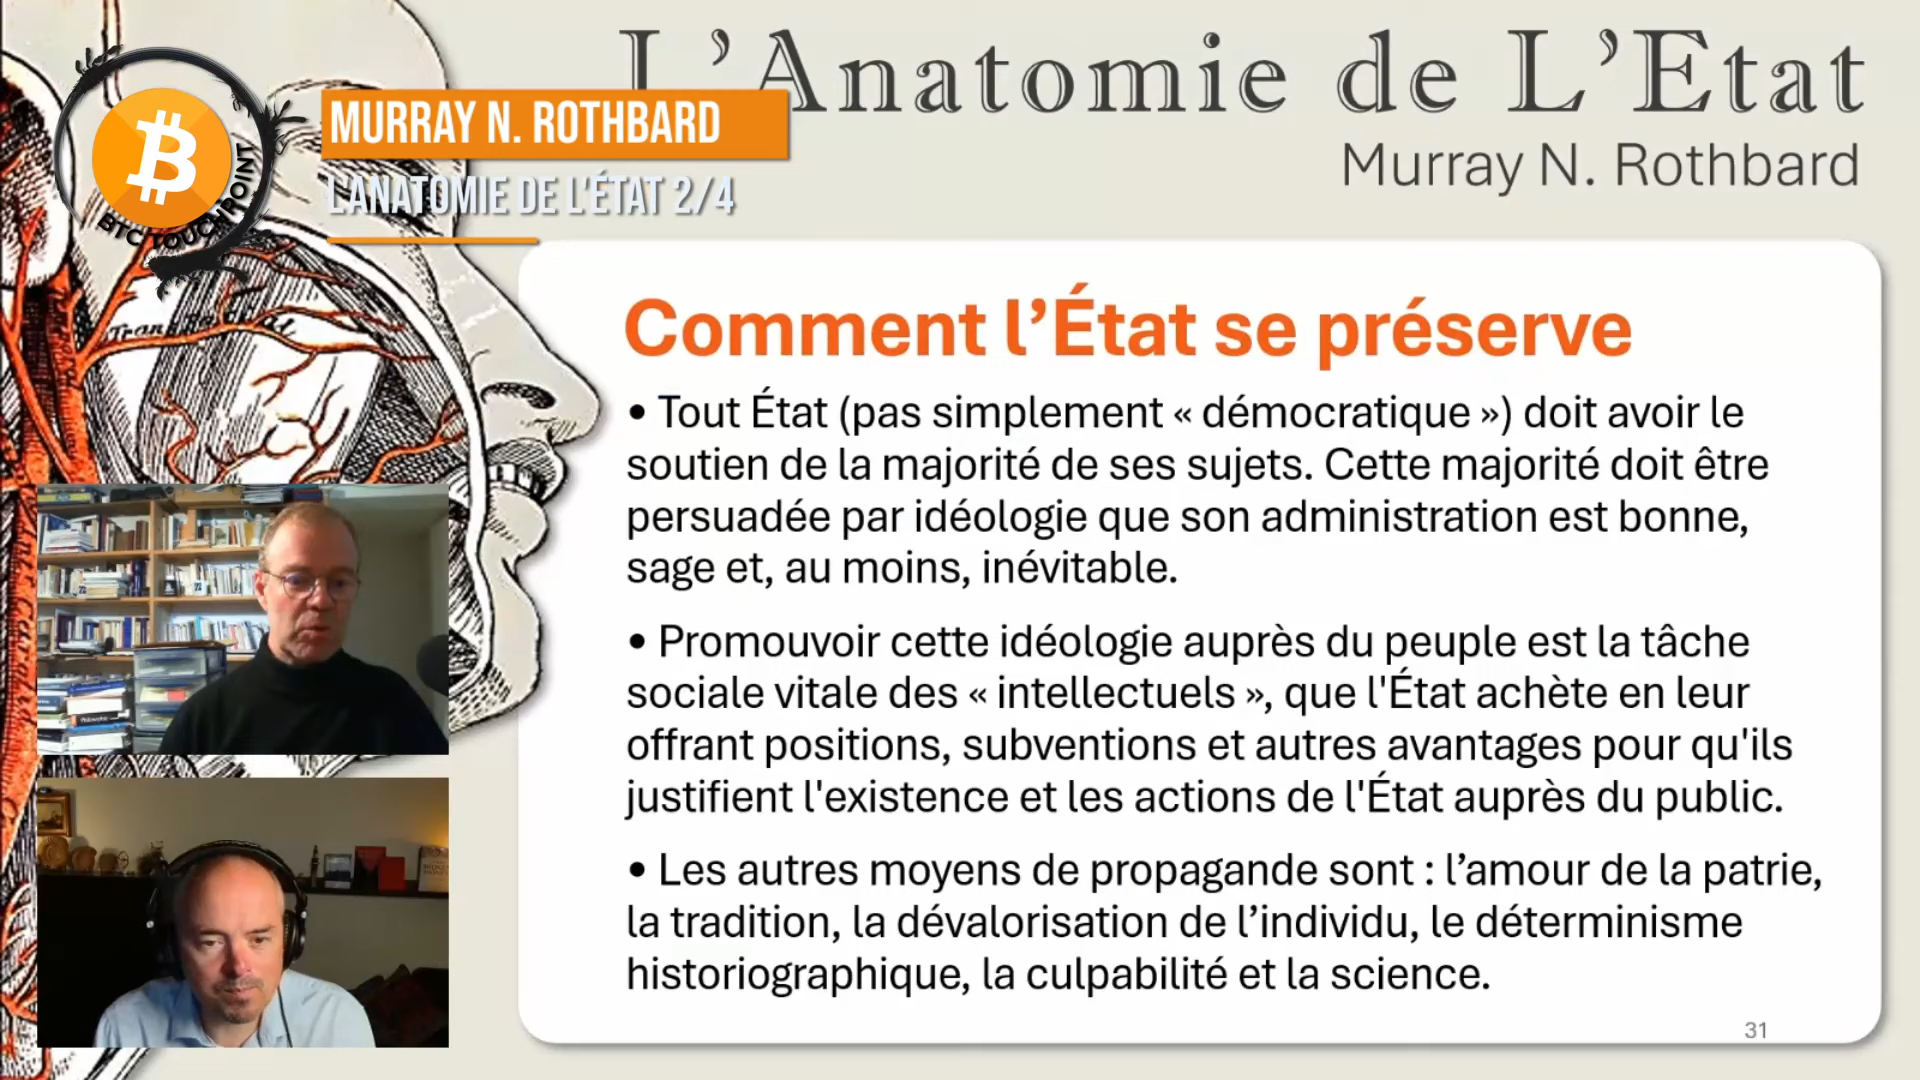 L'Anatomie de L'Etat
Murray N. Rothbard
MURRAY N. ROTHBARD
L'ANATOMIE DE L'ÉTAT 2/4
BTC TOUCHPOINT
Comment l’État se préserve
• Tout État (pas simplement « démocratique ») doit avoir le
soutien de la majorité de ses sujets. Cette majorité doit être
persuadée par idéologie que son administration est bonne,
sage et, au moins, inévitable.
• Promouvoir cette idéologie auprès du peuple est la tâche
sociale vitale des « intellectuels », que l'État achète en leur
offrant positions, subventions et autres avantages pour qu'ils
justifient l'existence et les actions de l'État auprès du public.
• Les autres moyens de propagande sont : l’amour de la patrie,
la tradition, la dévalorisation de l’individu, le déterminisme
historiographique, la culpabilité et la science.
31